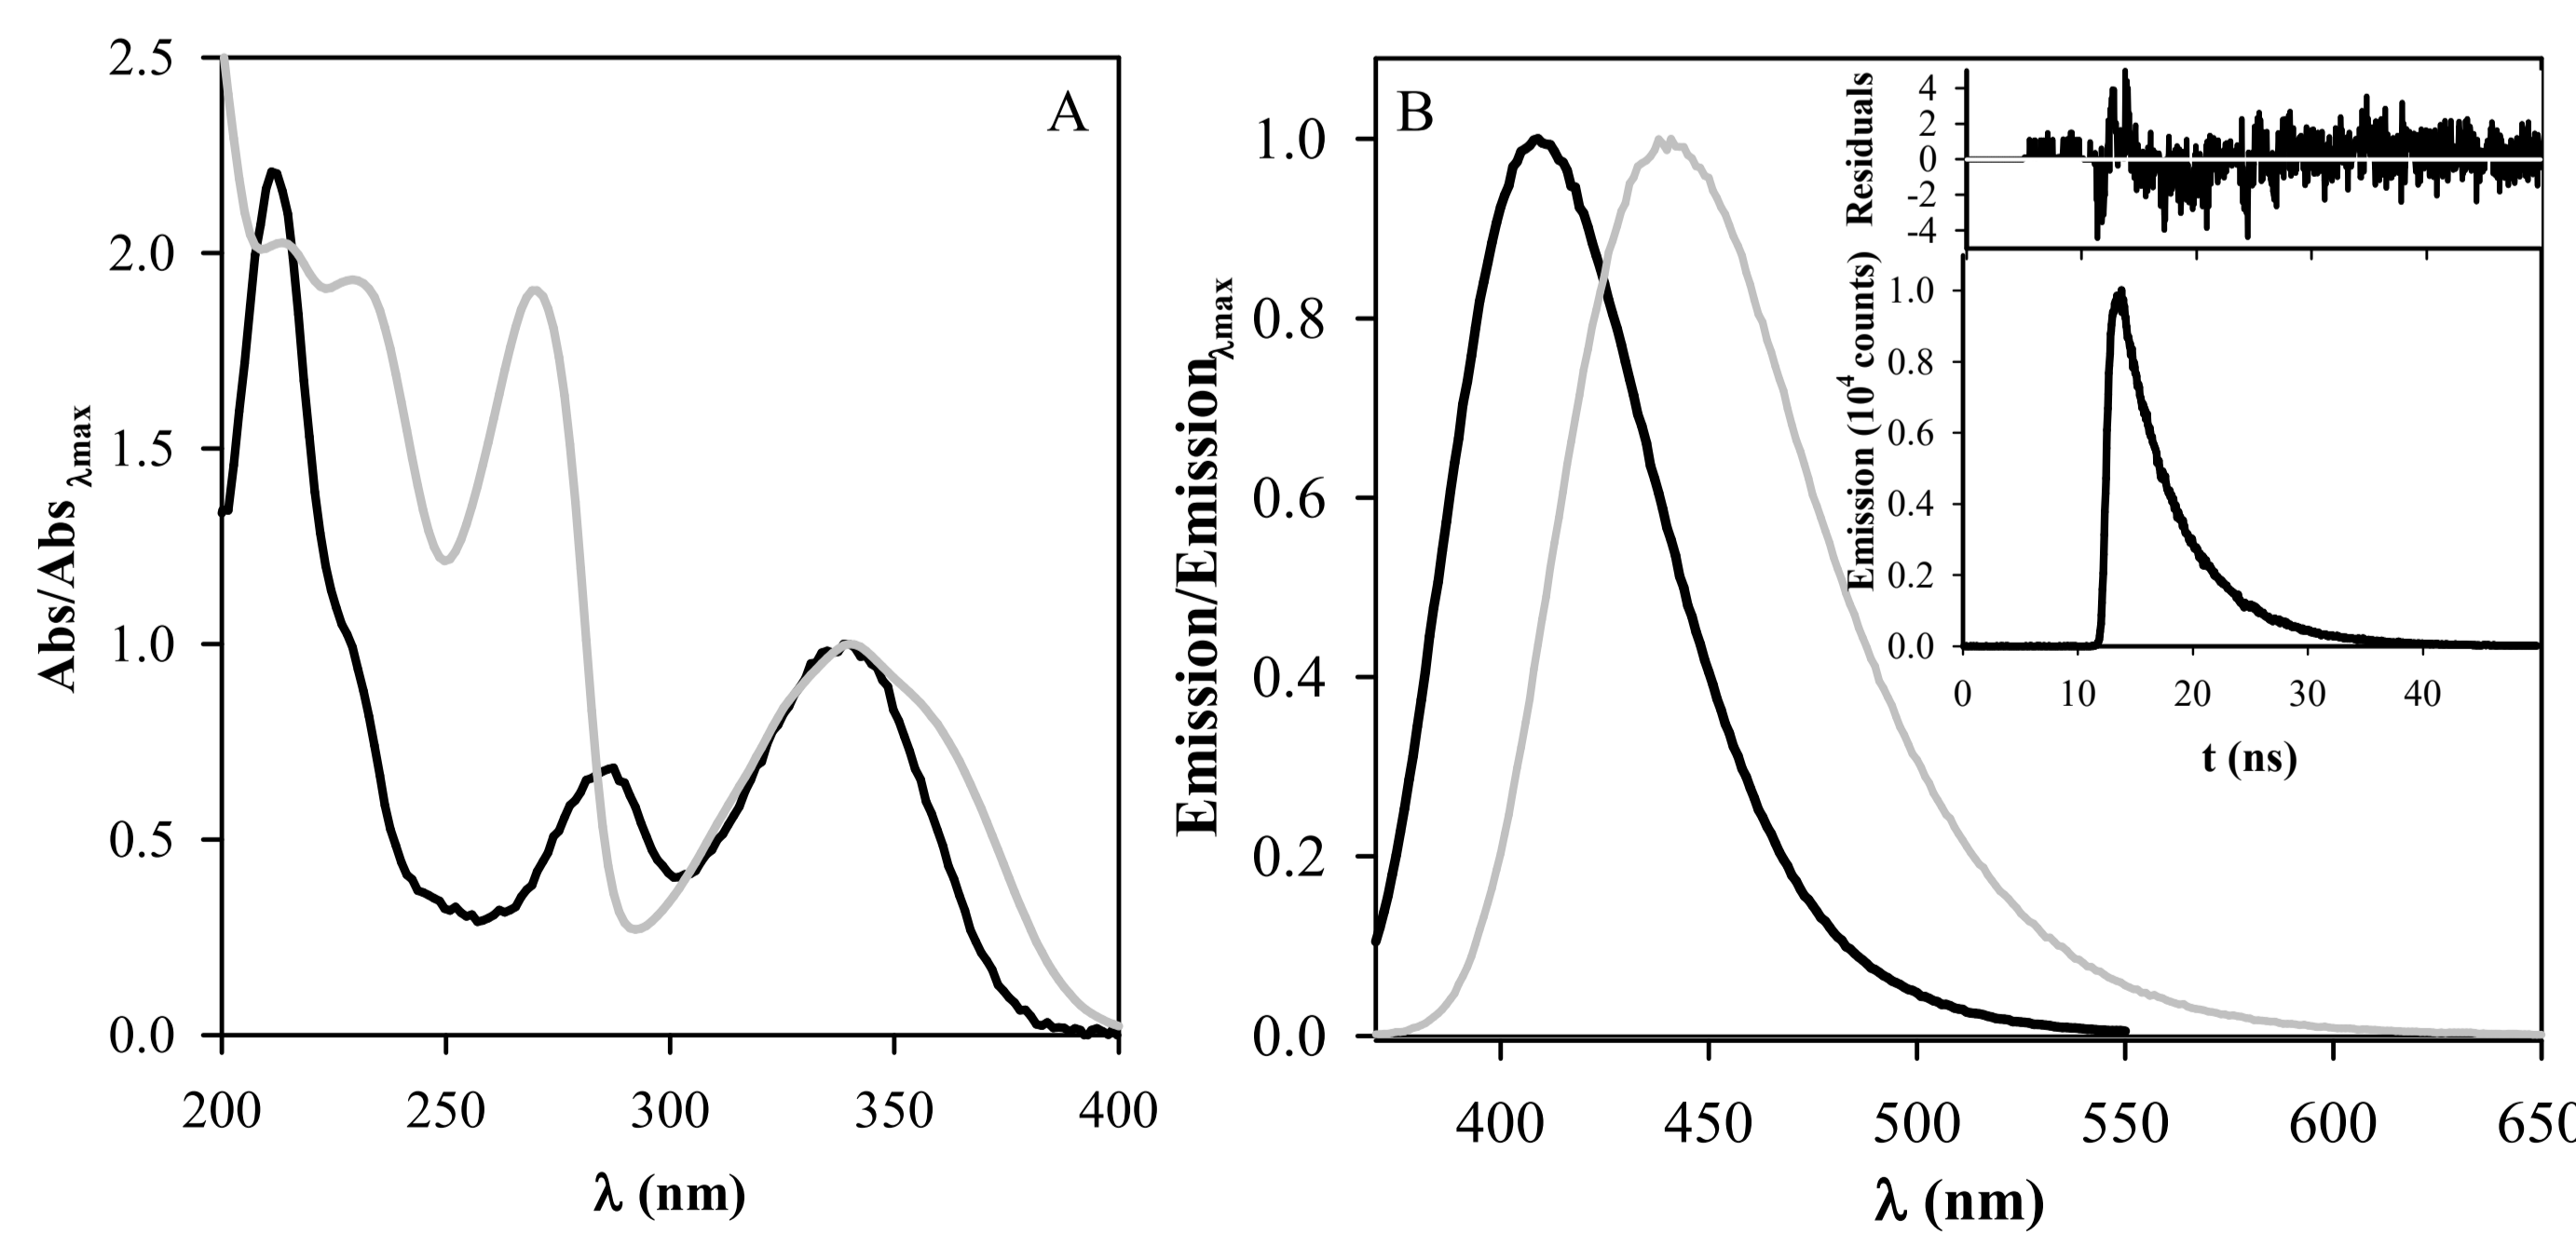 A
2.5
2.0
1.5
1.0
0.5
0.0
Abs/Abs λmax
200 250 300 350 400
λ (nm)
B
1.0
0.8
0.6
0.4
0.2
0.0
Emission/Emission λmax
400 450 500 550 600 650
λ (nm)
Residuals
4
2
0
-2
-4
Emission (10⁴ counts)
1.0
0.8
0.6
0.4
0.2
0.0
0 10 20 30 40
t (ns)